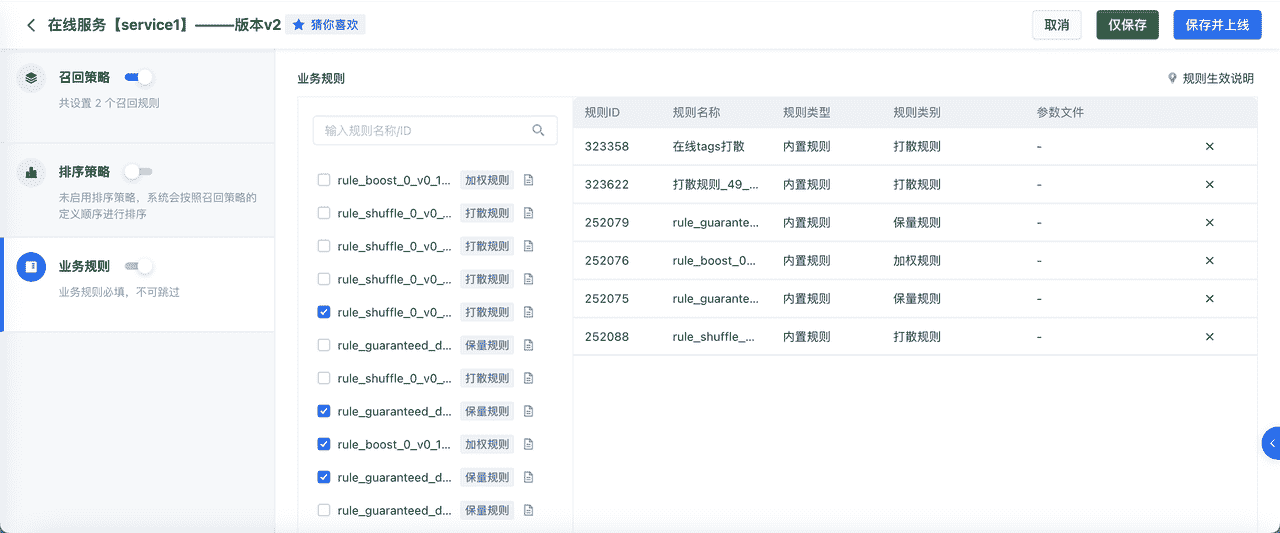 在线服务【service1】———版本v2 猜你喜欢 取消 仅保存 保存并上线
召回策略
共设置 2 个召回规则
排序策略
未启用排序策略，系统会按照召回策略的
定义顺序进行排序
业务规则
业务规则必填，不可跳过
业务规则 规则生效说明
输入规则名称/ID
rule_boost_0_v0_1... 加权规则
rule_shuffle_0_v0_... 打散规则
rule_shuffle_0_v0_... 打散规则
rule_shuffle_0_v0_... 打散规则
rule_shuffle_0_v0_... 打散规则
rule_guaranteed_d... 保量规则
rule_shuffle_0_v0_... 打散规则
rule_guaranteed_d... 保量规则
rule_boost_0_v0_1... 加权规则
rule_guaranteed_d... 保量规则
rule_guaranteed_d... 保量规则
规则ID 规则名称 规则类型 规则类别 参数文件
323358 在线tags打散 内置规则 打散规则 -
323622 打散规则_49_... 内置规则 打散规则 -
252079 rule_guarante... 内置规则 保量规则 -
252076 rule_boost_0... 内置规则 加权规则 -
252075 rule_guarante... 内置规则 保量规则 -
252088 rule_shuffle_... 内置规则 打散规则 -